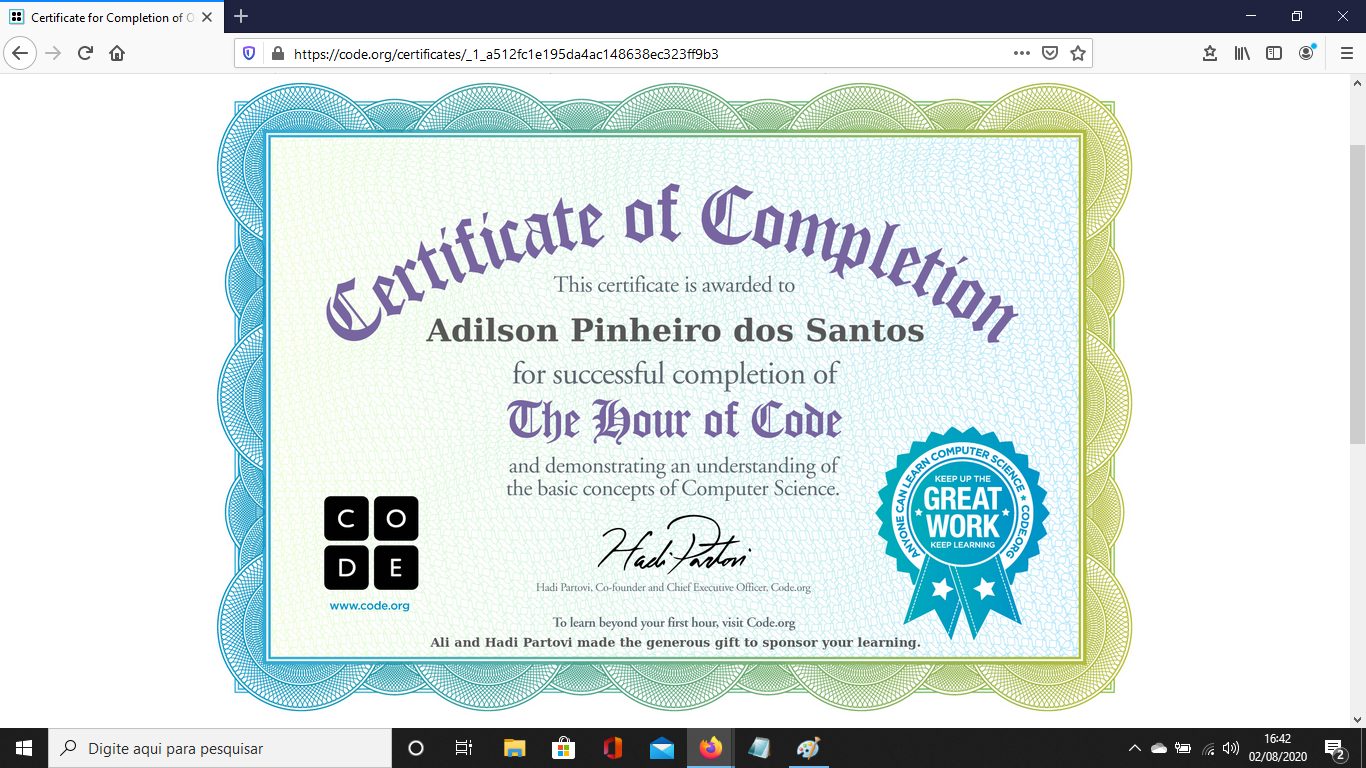 Certificate for Completion of O
https://code.org/certificates/_1_a512fc1e195da4ac148638ec323ff9b3
Certificate of Completion
This certificate is awarded to
Adilson Pinheiro dos Santos
for successful completion of
The Hour of Code
and demonstrating an understanding of
the basic concepts of Computer Science.
ANYONE CAN LEARN COMPUTER SCIENCE ★ CODE.ORG ★
KEEP UP THE
GREAT
WORK
KEEP LEARNING
C O
D E
www.code.org
Hadi Partovi
Hadi Partovi, Co-founder and Chief Executive Officer, Code.org
To learn beyond your first hour, visit Code.org
Ali and Hadi Partovi made the generous gift to sponsor your learning.
Digite aqui para pesquisar
16:42
02/08/2020
2